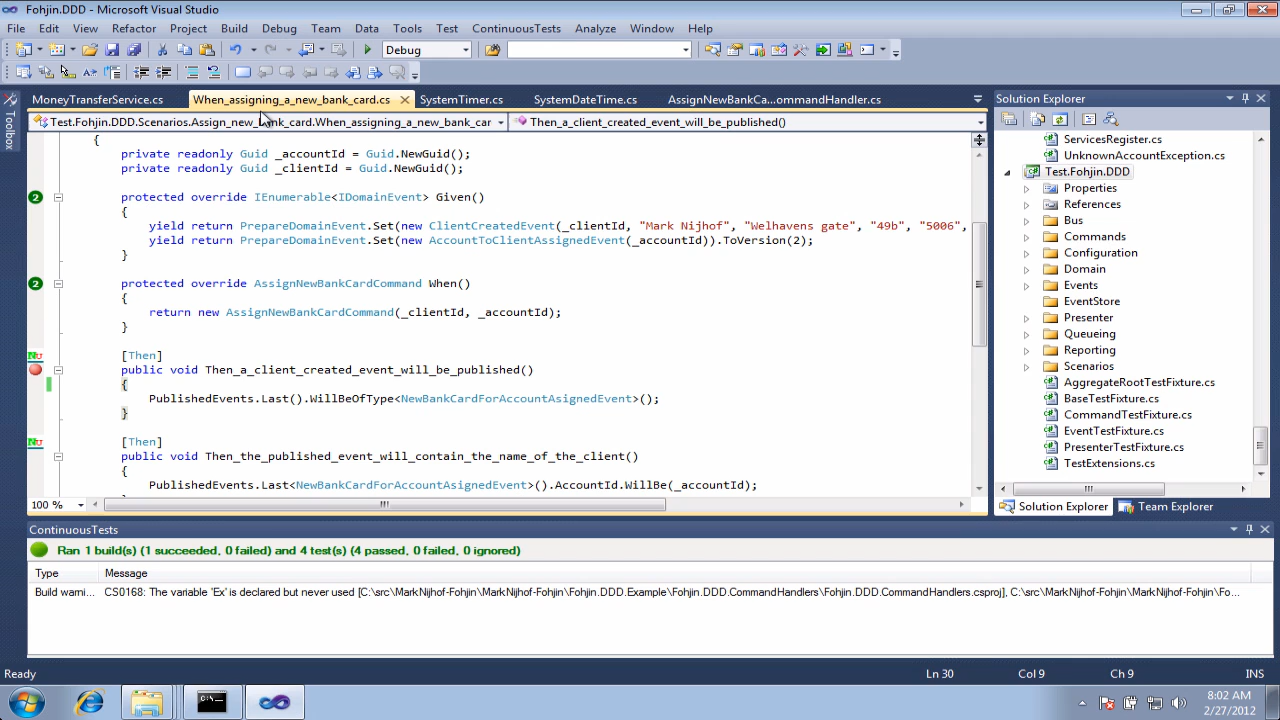 Fohjin.DDD - Microsoft Visual Studio
File Edit View Refactor Project Build Debug Team Data Tools Test ContinuousTests Analyze Window Help
Debug
MoneyTransferService.cs When_assigning_a_new_bank_card.cs SystemTimer.cs SystemDateTime.cs AssignNewBankCa...ommandHandler.cs
Toolbox
Test.Fohjin.DDD.Scenarios.Assign_new_bank_card.When_assigning_a_new_bank_car Then_a_client_created_event_will_be_published()
{
private readonly Guid _accountId = Guid.NewGuid();
private readonly Guid _clientId = Guid.NewGuid();
2 protected override IEnumerable<IDomainEvent> Given()
{
yield return PrepareDomainEvent.Set(new ClientCreatedEvent(_clientId, "Mark Nijhof", "Welhavens gate", "49b", "5006",
yield return PrepareDomainEvent.Set(new AccountToClientAssignedEvent(_accountId)).ToVersion(2);
}
2 protected override AssignNewBankCardCommand When()
{
return new AssignNewBankCardCommand(_clientId, _accountId);
}
[Then]
public void Then_a_client_created_event_will_be_published()
{
PublishedEvents.Last().WillBeOfType<NewBankCardForAccountAsignedEvent>();
}
[Then]
public void Then_the_published_event_will_contain_the_name_of_the_client()
{
PublishedEvents.Last<NewBankCardForAccountAsignedEvent>().AccountId.WillBe(_accountId);
100 %
Solution Explorer
ServicesRegister.cs
UnknownAccountException.cs
Test.Fohjin.DDD
Properties
References
Bus
Commands
Configuration
Domain
Events
EventStore
Presenter
Queueing
Reporting
Scenarios
AggregateRootTestFixture.cs
BaseTestFixture.cs
CommandTestFixture.cs
EventTestFixture.cs
PresenterTestFixture.cs
TestExtensions.cs
Solution Explorer Team Explorer
ContinuousTests
Ran 1 build(s) (1 succeeded, 0 failed) and 4 test(s) (4 passed, 0 failed, 0 ignored)
Type Message
Build warni... CS0168: The variable 'Ex' is declared but never used [C:\src\MarkNijhof-Fohjin\MarkNijhof-Fohjin\Fohjin.DDD.Example\Fohjin.DDD.CommandHandlers\Fohjin.DDD.CommandHandlers.csproj], C:\src\MarkNijhof-Fohjin\MarkNijhof-Fohjin\Fo...
Ready Ln 30 Col 9 Ch 9 INS
8:02 AM
2/27/2012